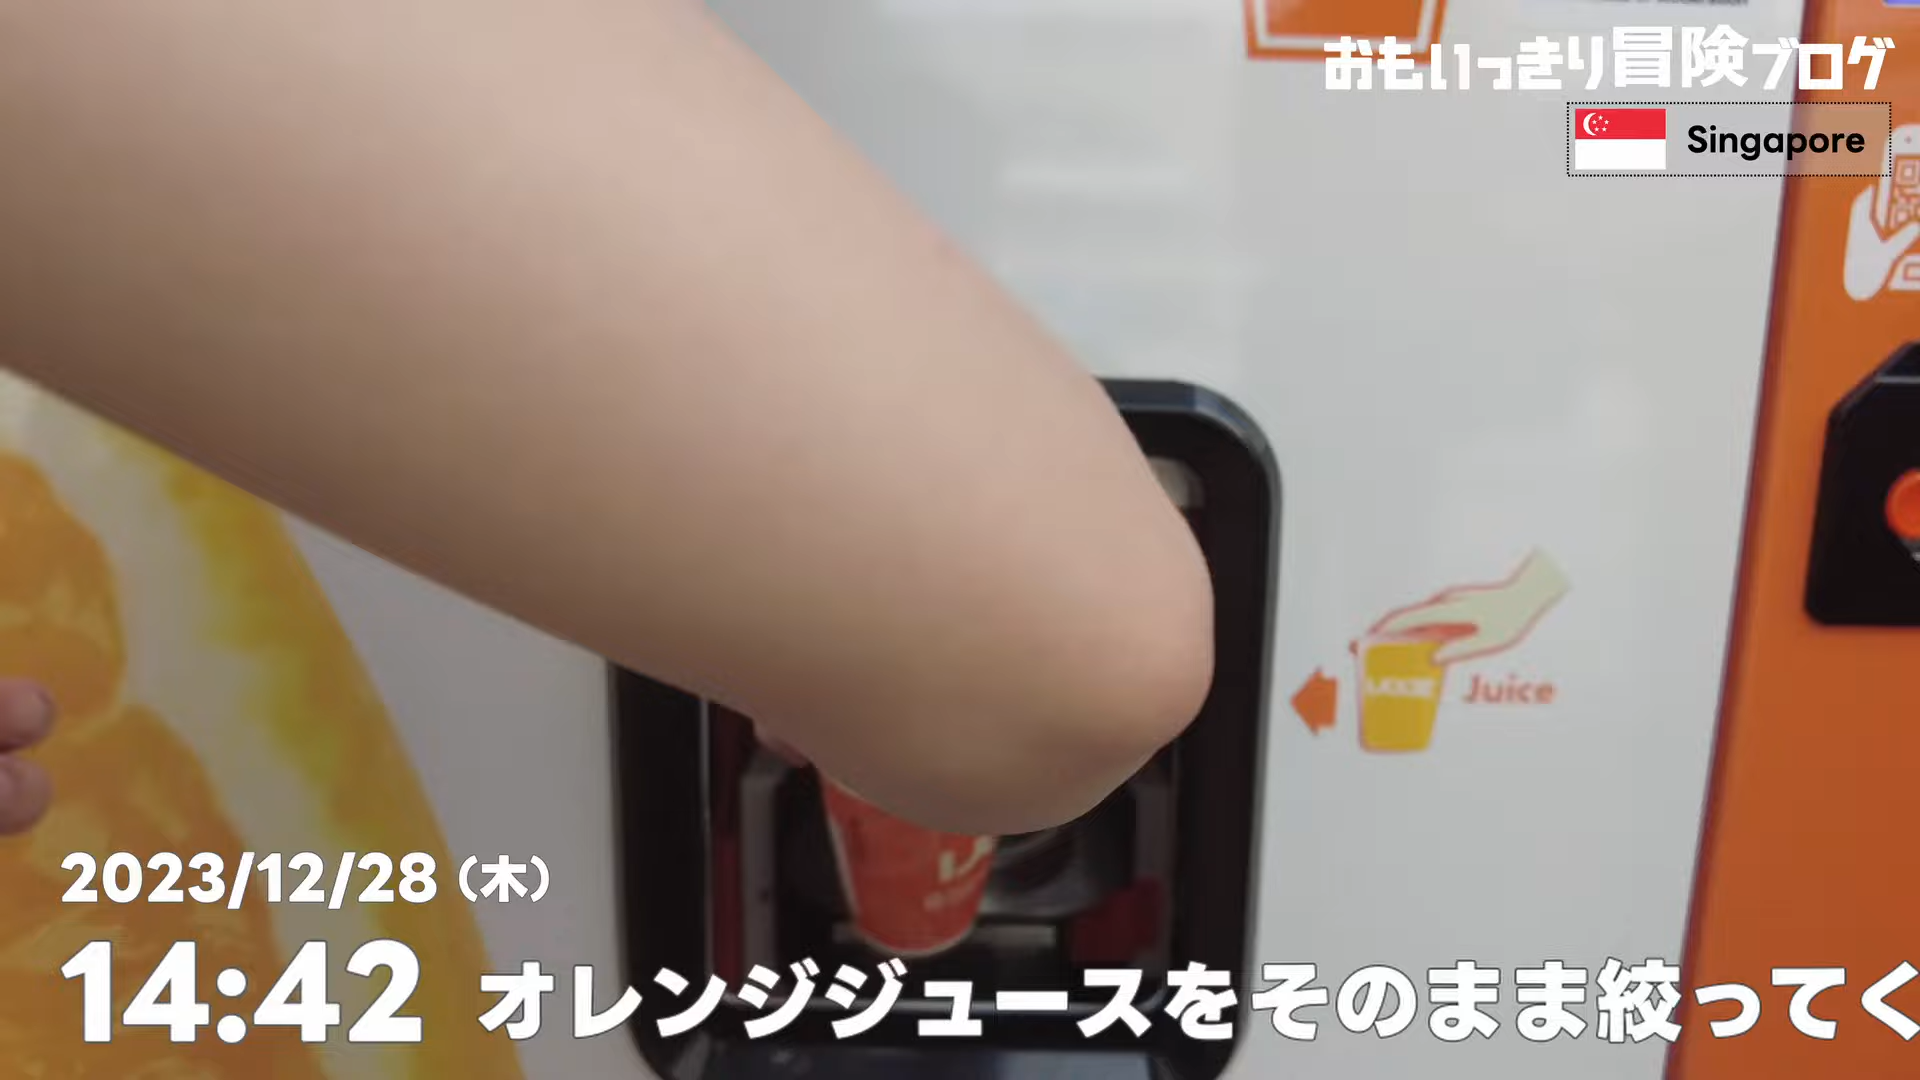 おもいっきり冒険ブログ
Singapore
Juice
2023/12/28（木）
14:42 オレンジジュースをそのまま絞ってく